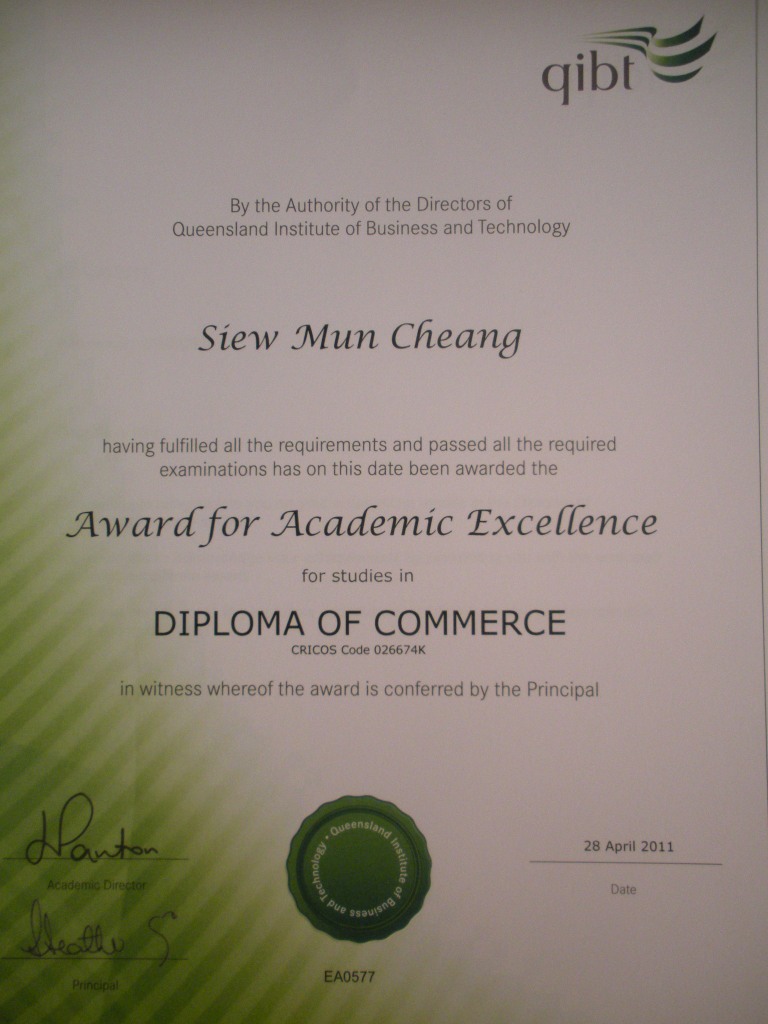 qibt
By the Authority of the Directors of
Queensland Institute of Business and Technology
Siew Mun Cheang
having fulfilled all the requirements and passed all the required
examinations has on this date been awarded the
Award for Academic Excellence
for studies in
DIPLOMA OF COMMERCE
CRICOS Code 026674K
in witness whereof the award is conferred by the Principal
Academic Director
Principal
• Queensland Institute of Business and Technology
EA0577
28 April 2011
Date